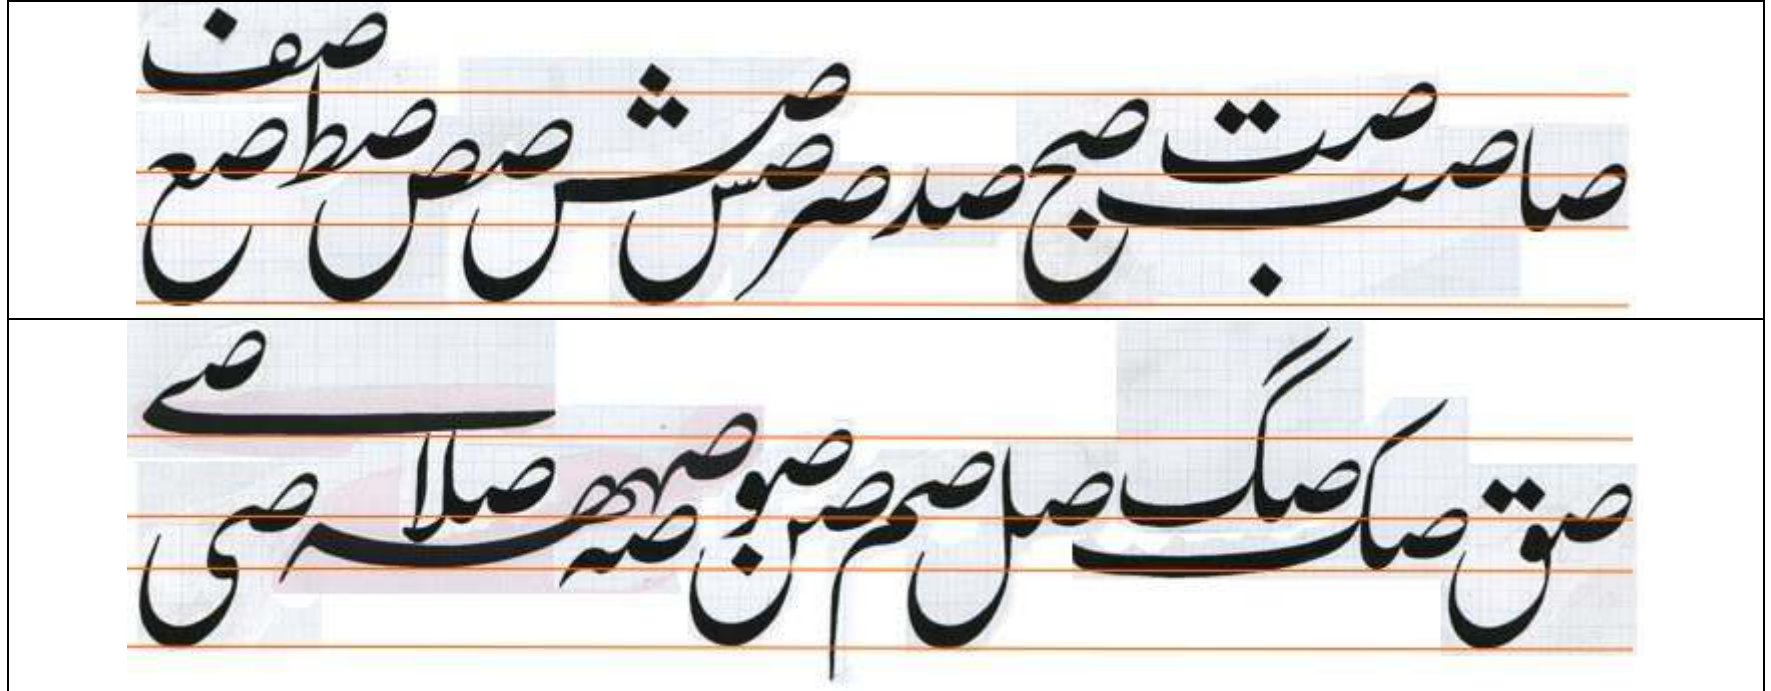 صا صب صت صج صد صر صس صش صص صط صع صف
صق صک صگ صل صم صن صو صه صلا صی صے